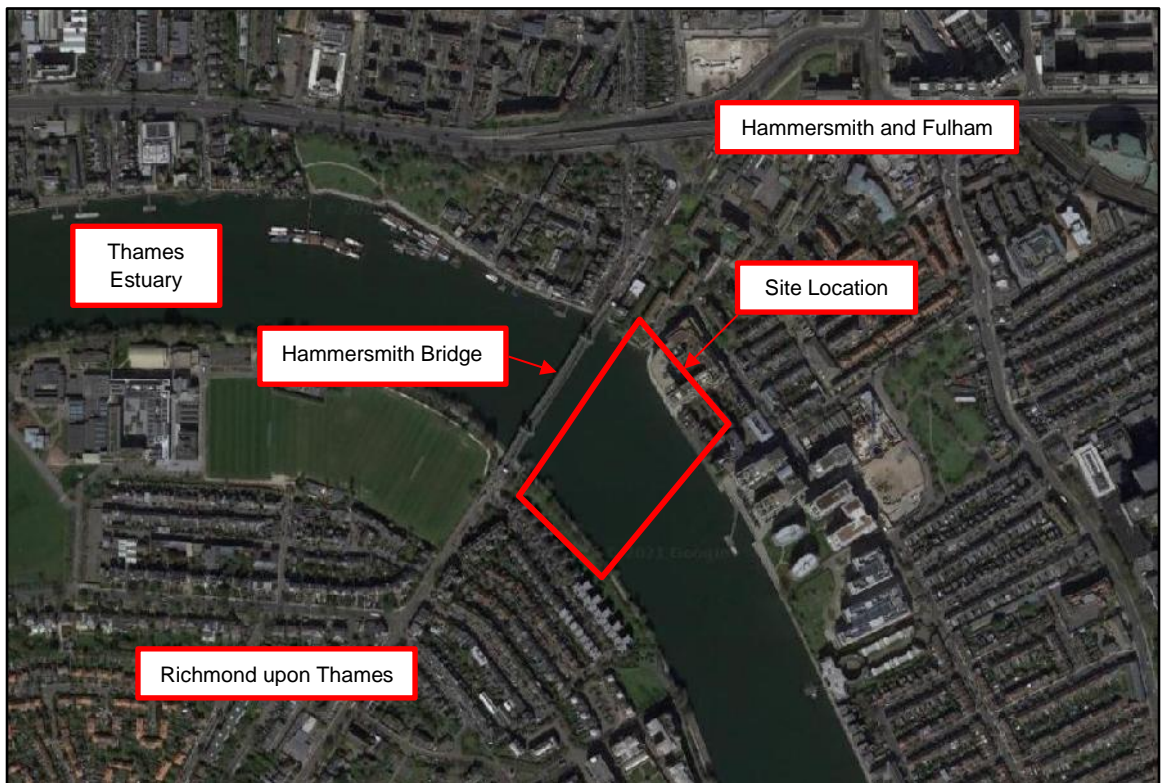 Hammersmith and Fulham
Thames
Estuary
Site Location
Hammersmith Bridge
Richmond upon Thames